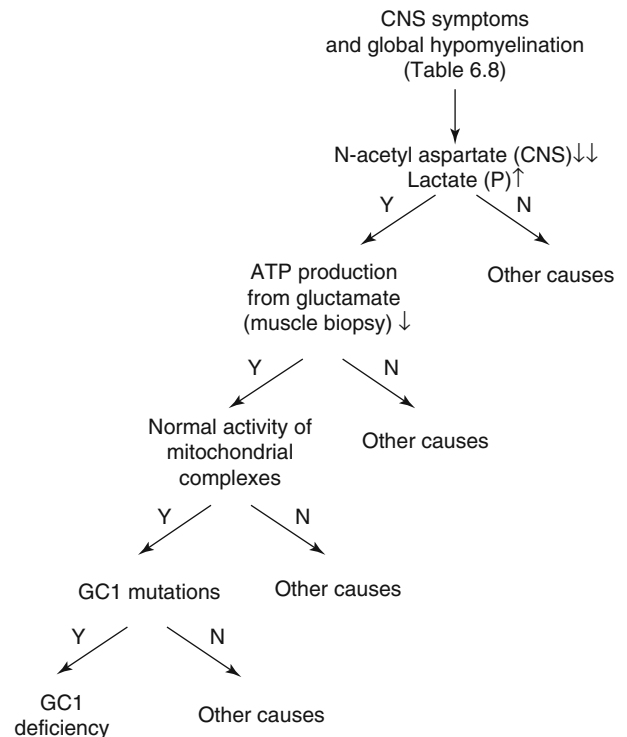 CNS symptoms
and global hypomyelination
(Table 6.8)
N-acetyl aspartate (CNS)↓↓
Lactate (P)↑
Y
N
ATP production
from gluctamate
(muscle biopsy) ↓
Other causes
Y
N
Normal activity of
mitochondrial
complexes
Other causes
Y
N
GC1 mutations
Other causes
Y
N
GC1
deficiency
Other causes